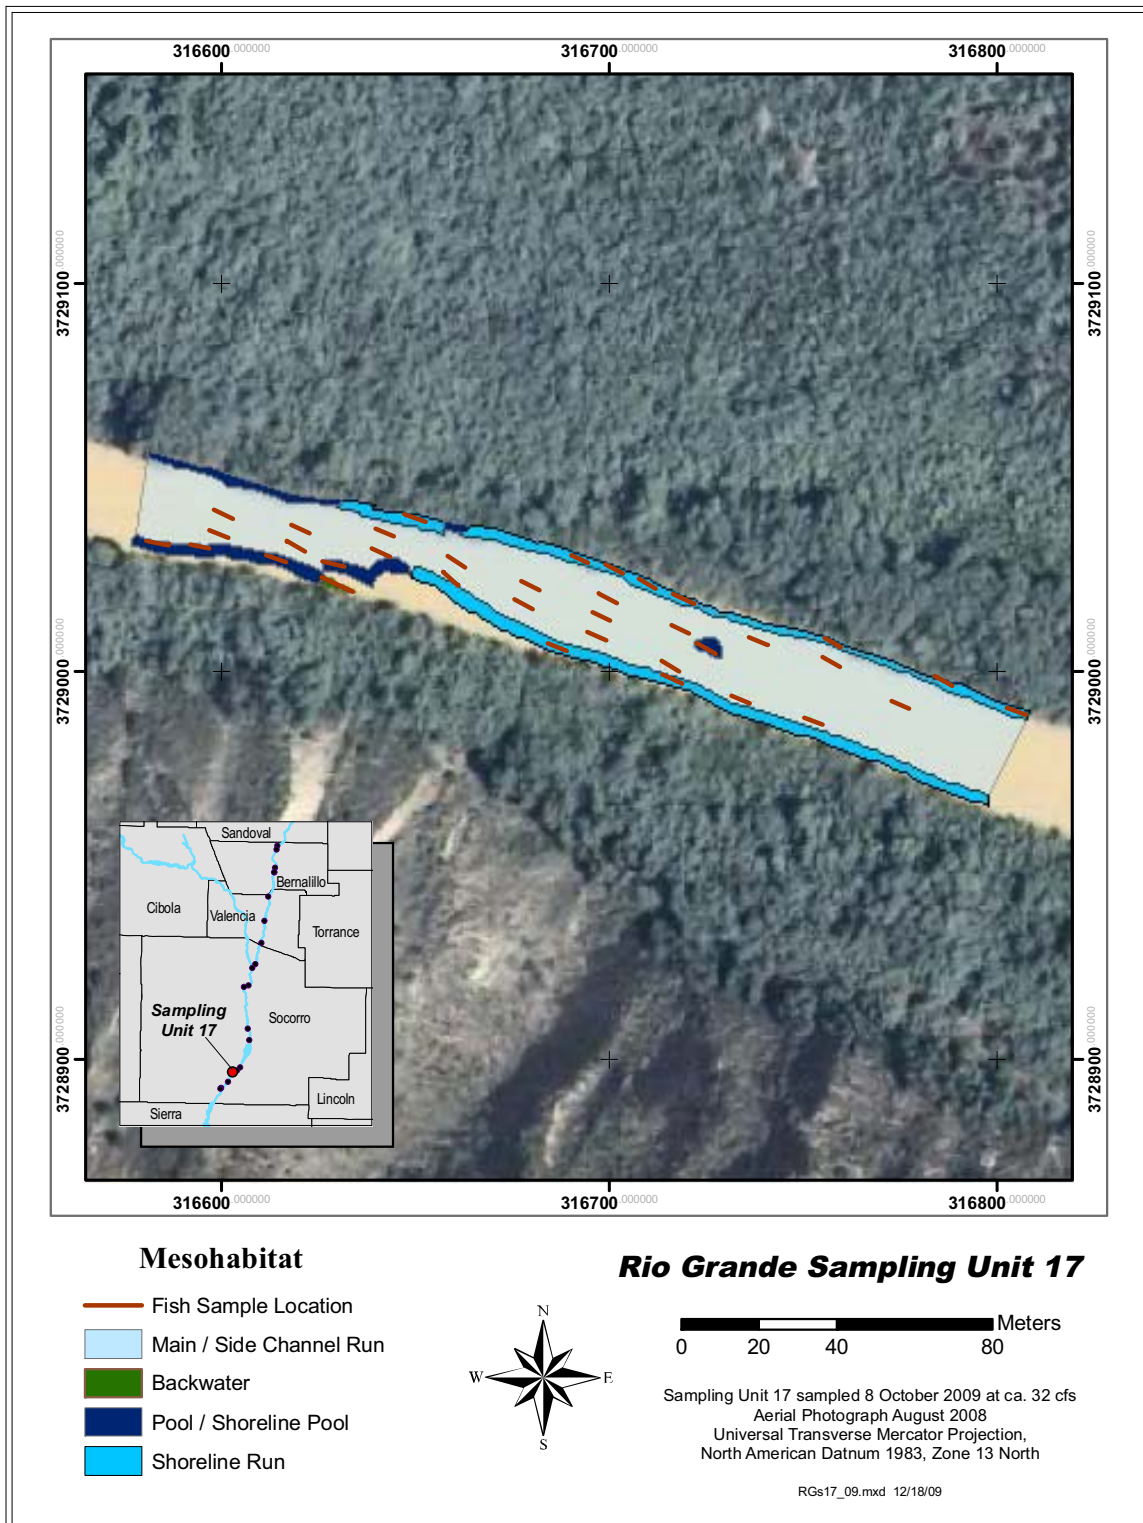 316600.000000 316700.000000 316800.000000
3729100.000000 3729100.000000
3729000.000000 3729000.000000
3728900.000000 3728900.000000
Sandoval
Bernalillo
Cibola
Valencia
Torrance
Sampling
Unit 17
Socorro
Lincoln
Sierra
316600.000000 316700.000000 316800.000000
Mesohabitat
Fish Sample Location
Main / Side Channel Run
Backwater
Pool / Shoreline Pool
Shoreline Run
N
W E
S
Rio Grande Sampling Unit 17
Meters
0 20 40 80
Sampling Unit 17 sampled 8 October 2009 at ca. 32 cfs
Aerial Photograph August 2008
Universal Transverse Mercator Projection,
North American Datnum 1983, Zone 13 North
RGs17_09.mxd 12/18/09